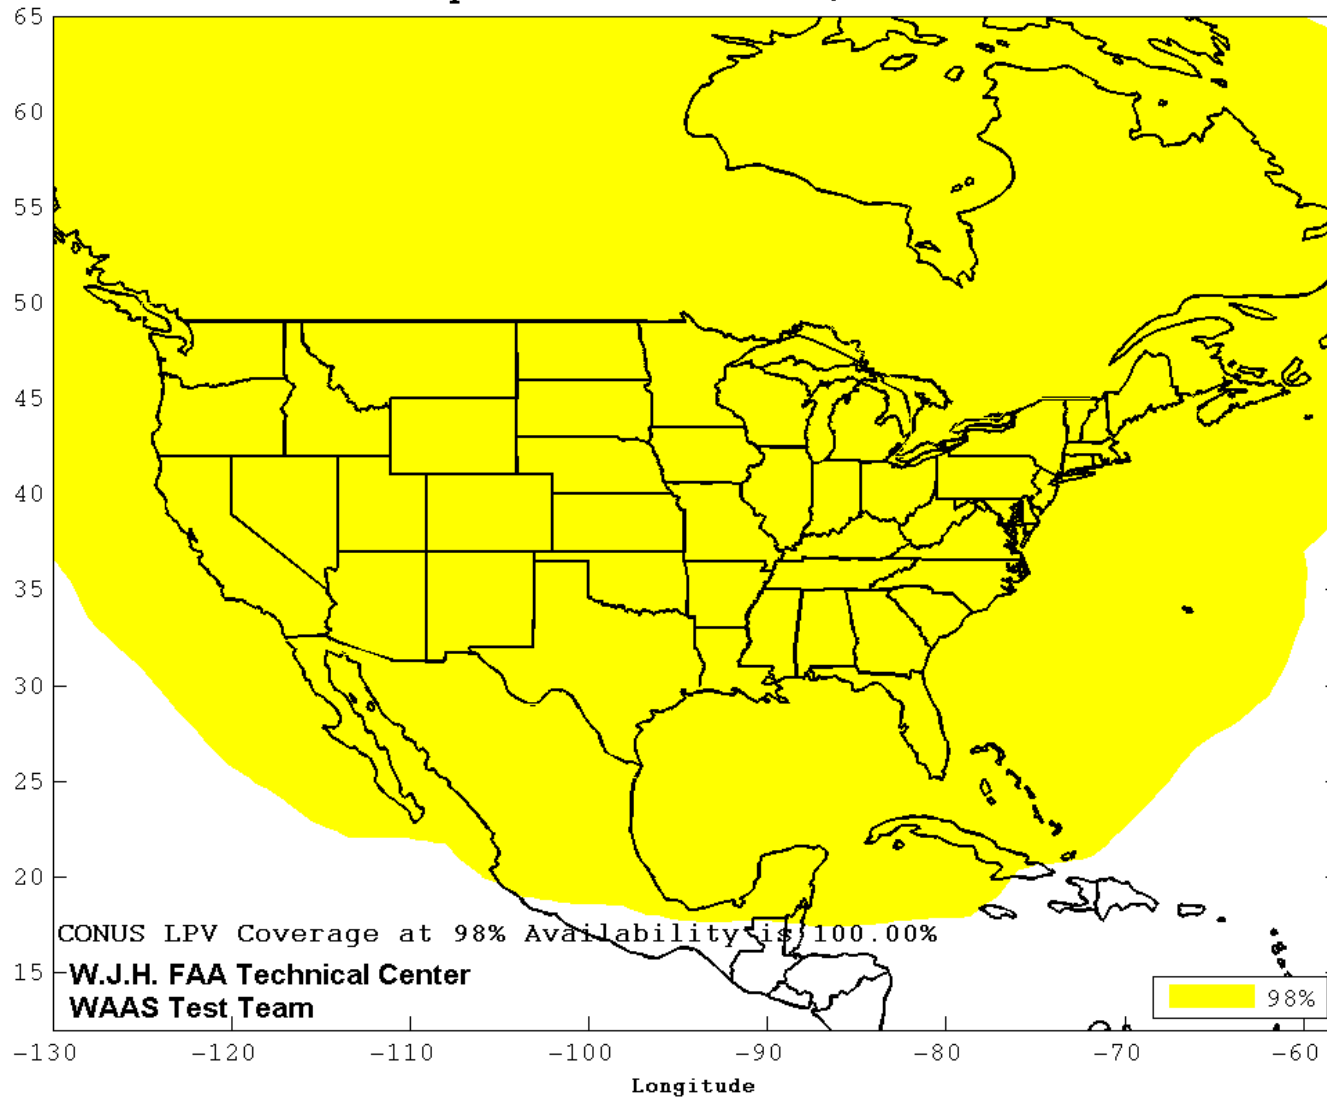 65
60
55
50
45
40
35
30
25
20
15
CONUS LPV Coverage at 98% Availability is 100.00%
W.J.H. FAA Technical Center
WAAS Test Team
98%
-130 -120 -110 -100 -90 -80 -70 -60
Longitude